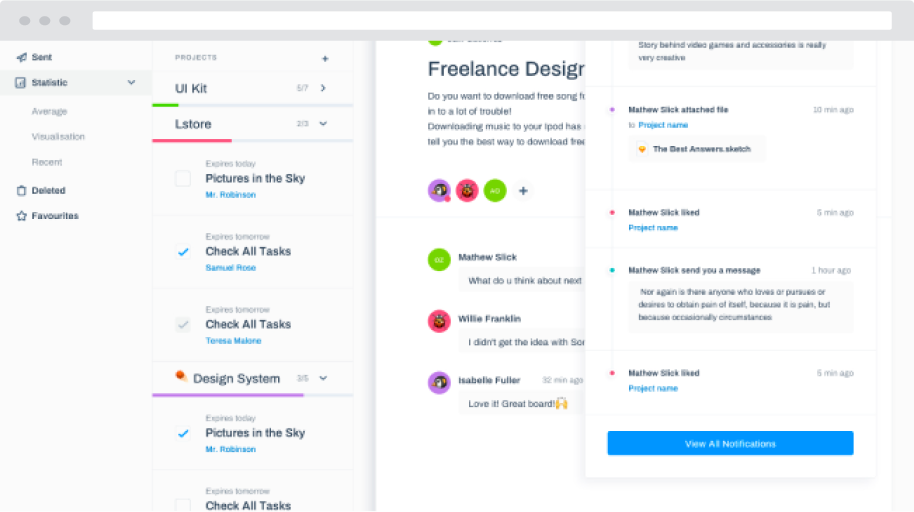 Sent
Statistic
Average
Visualisation
Recent
Deleted
Favourites
PROJECTS
+
UI Kit
5/7
Lstore
2/3
Expires today
Pictures in the Sky
Mr. Robinson
Expires tomorrow
Check All Tasks
Samuel Rose
Expires tomorrow
Check All Tasks
Teresa Malone
Design System
3/5
Expires today
Pictures in the Sky
Mr. Robinson
Expires tomorrow
Check All Tasks
Freelance Design
Do you want to download free song fo
in to a lot of trouble!
Downloading music to your Ipod has
tell you the best way to download free
AO
+
OZ
Mathew Slick
What do u think about next
Willie Franklin
I didn't get the idea with Son
Isabelle Fuller
32 min ago
Love it! Great board!🙌
Story behind video games and accessories is really
very creative
Mathew Slick attached file
10 min ago
to Project name
The Best Answers.sketch
Mathew Slick liked
5 min ago
Project name
Mathew Slick send you a message
1 hour ago
Nor again is there anyone who loves or pursues or
desires to obtain pain of itself, because it is pain, but
because occasionally circumstances
Mathew Slick liked
5 min ago
Project name
View All Notifications